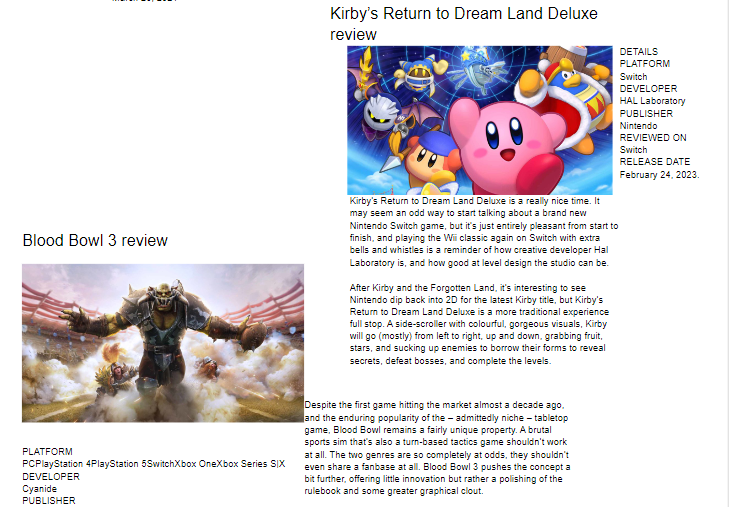 Kirby's Return to Dream Land Deluxe
review
DETAILS
PLATFORM
Switch
DEVELOPER
HAL Laboratory
PUBLISHER
Nintendo
REVIEWED ON
Switch
RELEASE DATE
February 24, 2023.
Kirby's Return to Dream Land Deluxe is a really nice time. It
may seem an odd way to start talking about a brand new
Nintendo Switch game, but it's just entirely pleasant from start to
finish, and playing the Wii classic again on Switch with extra
bells and whistles is a reminder of how creative developer Hal
Laboratory is, and how good at level design the studio can be.
After Kirby and the Forgotten Land, it's interesting to see
Nintendo dip back into 2D for the latest Kirby title, but Kirby's
Return to Dream Land Deluxe is a more traditional experience
full stop. A side-scroller with colourful, gorgeous visuals, Kirby
will go (mostly) from left to right, up and down, grabbing fruit,
stars, and sucking up enemies to borrow their forms to reveal
secrets, defeat bosses, and complete the levels.
Blood Bowl 3 review
Despite the first game hitting the market almost a decade ago,
and the enduring popularity of the – admittedly niche – tabletop
game, Blood Bowl remains a fairly unique property. A brutal
sports sim that's also a turn-based tactics game shouldn't work
at all. The two genres are so completely at odds, they shouldn't
even share a fanbase at all. Blood Bowl 3 pushes the concept a
bit further, offering little innovation but rather a polishing of the
rulebook and some greater graphical clout.
PLATFORM
PCPlayStation 4PlayStation 5SwitchXbox OneXbox Series S|X
DEVELOPER
Cyanide
PUBLISHER